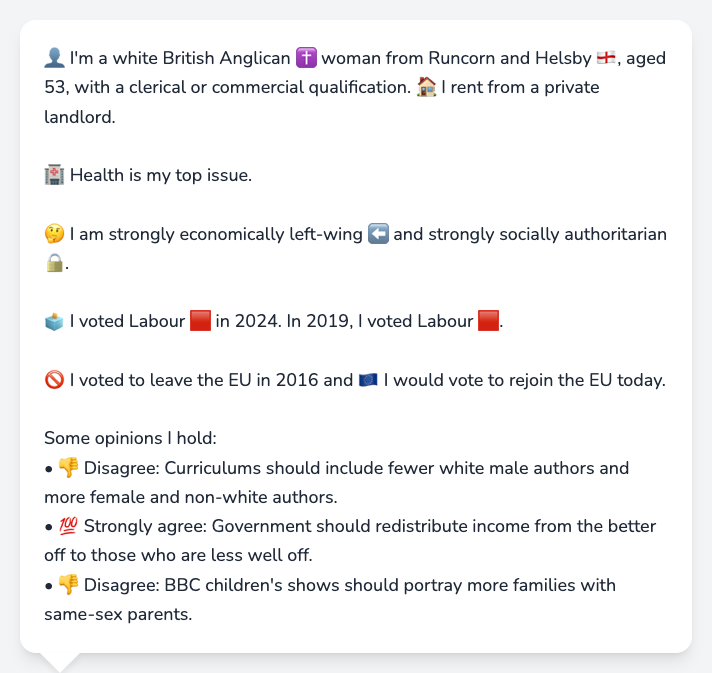 👤 I'm a white British Anglican ✝️ woman from Runcorn and Helsby 🏴󠁧󠁢󠁥󠁮󠁧󠁿, aged
53, with a clerical or commercial qualification. 🏠 I rent from a private
landlord.
🏥 Health is my top issue.
🤔 I am strongly economically left-wing ⬅️ and strongly socially authoritarian
🔒.
🗳️ I voted Labour 🟥 in 2024. In 2019, I voted Labour 🟥.
🚫 I voted to leave the EU in 2016 and 🇪🇺 I would vote to rejoin the EU today.
Some opinions I hold:
• 👎 Disagree: Curriculums should include fewer white male authors and
more female and non-white authors.
• 💯 Strongly agree: Government should redistribute income from the better
off to those who are less well off.
• 👎 Disagree: BBC children's shows should portray more families with
same-sex parents.